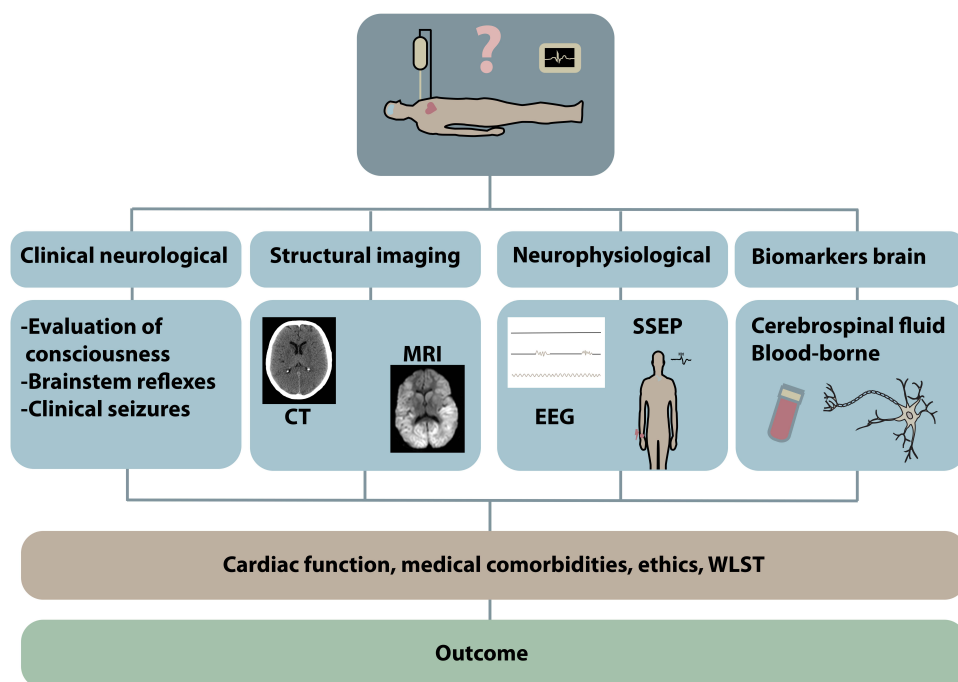 ?
Clinical neurological
Structural imaging
Neurophysiological
Biomarkers brain
-Evaluation of
consciousness
-Brainstem reflexes
-Clinical seizures
CT
MRI
EEG
SSEP
Cerebrospinal fluid
Blood-borne
Cardiac function, medical comorbidities, ethics, WLST
Outcome